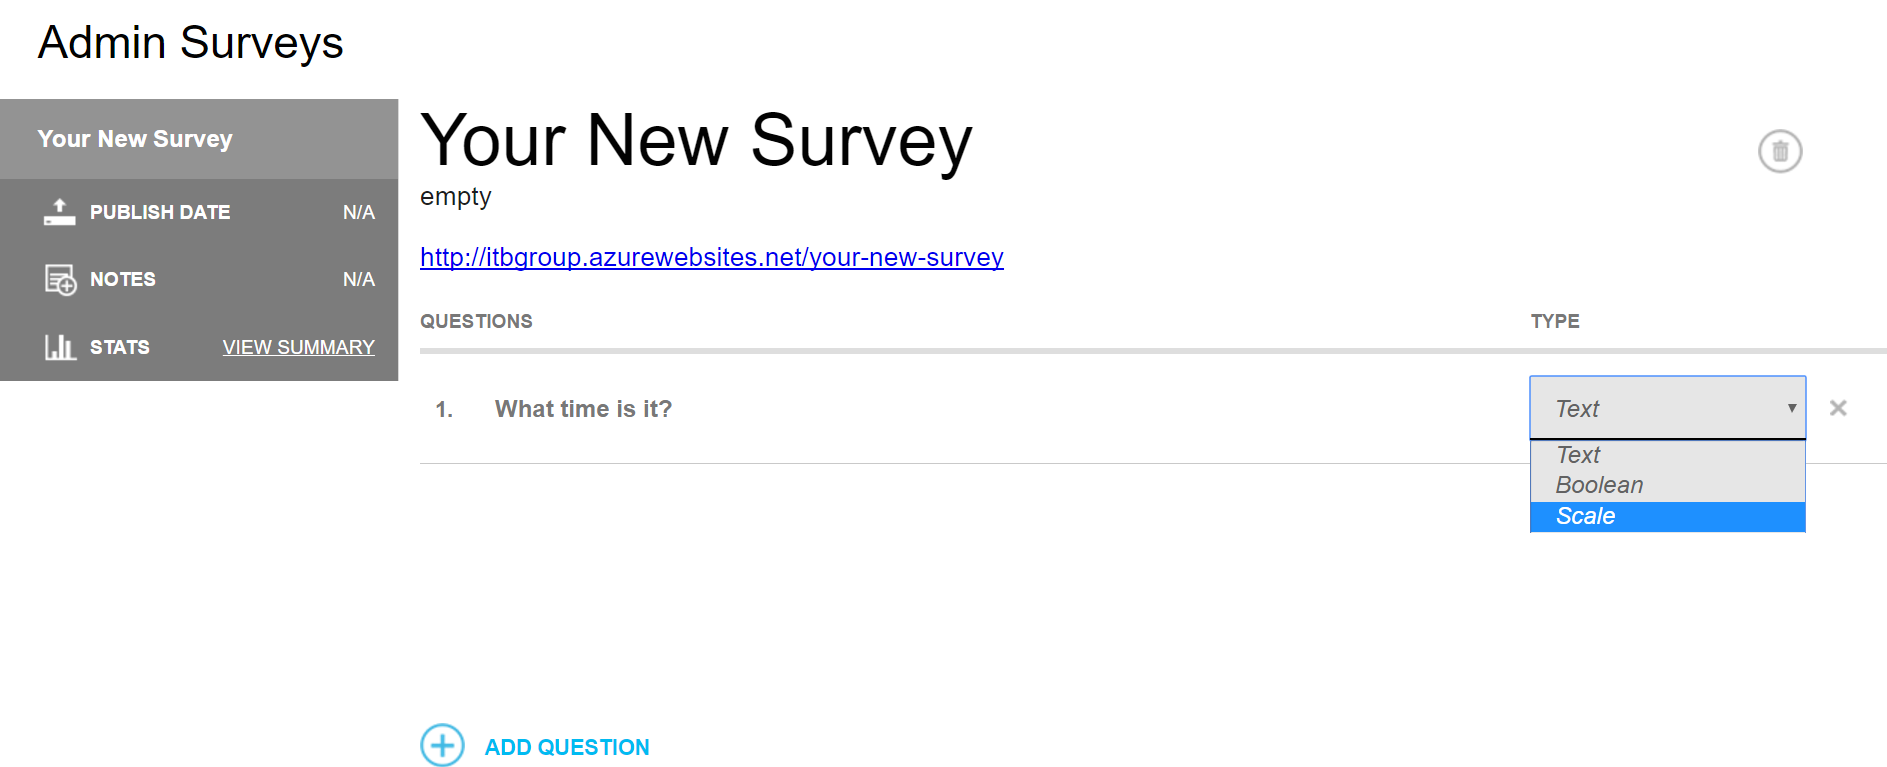 Admin Surveys
Your New Survey
PUBLISH DATE N/A
NOTES N/A
STATS VIEW SUMMARY
Your New Survey
empty
http://itbgroup.azurewebsites.net/your-new-survey
QUESTIONS TYPE
1. What time is it? Text
Text
Boolean
Scale
ADD QUESTION